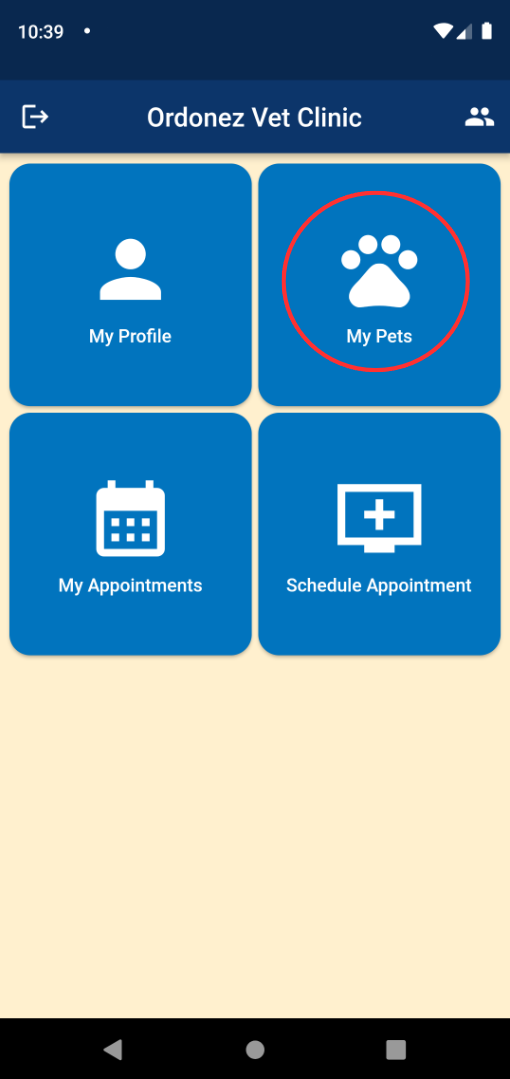 10:39
Ordonez Vet Clinic
My Profile
My Pets
My Appointments
Schedule Appointment